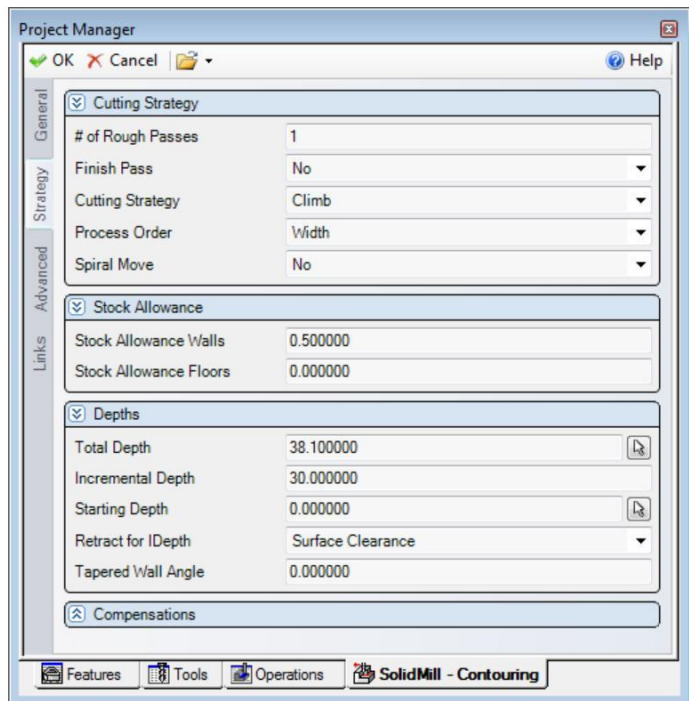 Project Manager
OK Cancel Help
General
Strategy
Advanced
Links
Cutting Strategy
# of Rough Passes 1
Finish Pass No
Cutting Strategy Climb
Process Order Width
Spiral Move No
Stock Allowance
Stock Allowance Walls 0.500000
Stock Allowance Floors 0.000000
Depths
Total Depth 38.100000
Incremental Depth 30.000000
Starting Depth 0.000000
Retract for IDepth Surface Clearance
Tapered Wall Angle 0.000000
Compensations
Features Tools Operations SolidMill - Contouring